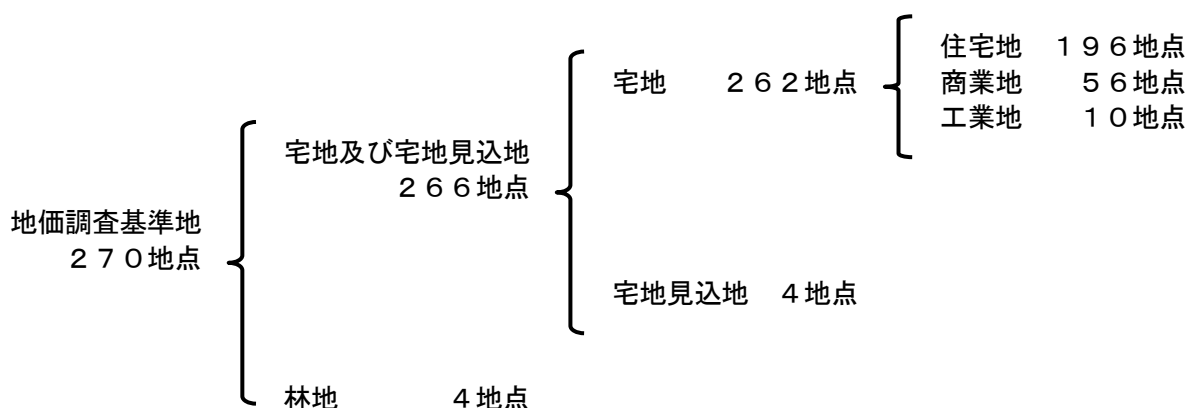 地価調査基準地
２７０地点
宅地及び宅地見込地
２６６地点
宅地　　２６２地点
住宅地　１９６地点
商業地　　５６地点
工業地　　１０地点
宅地見込地　４地点
林地　　　　４地点